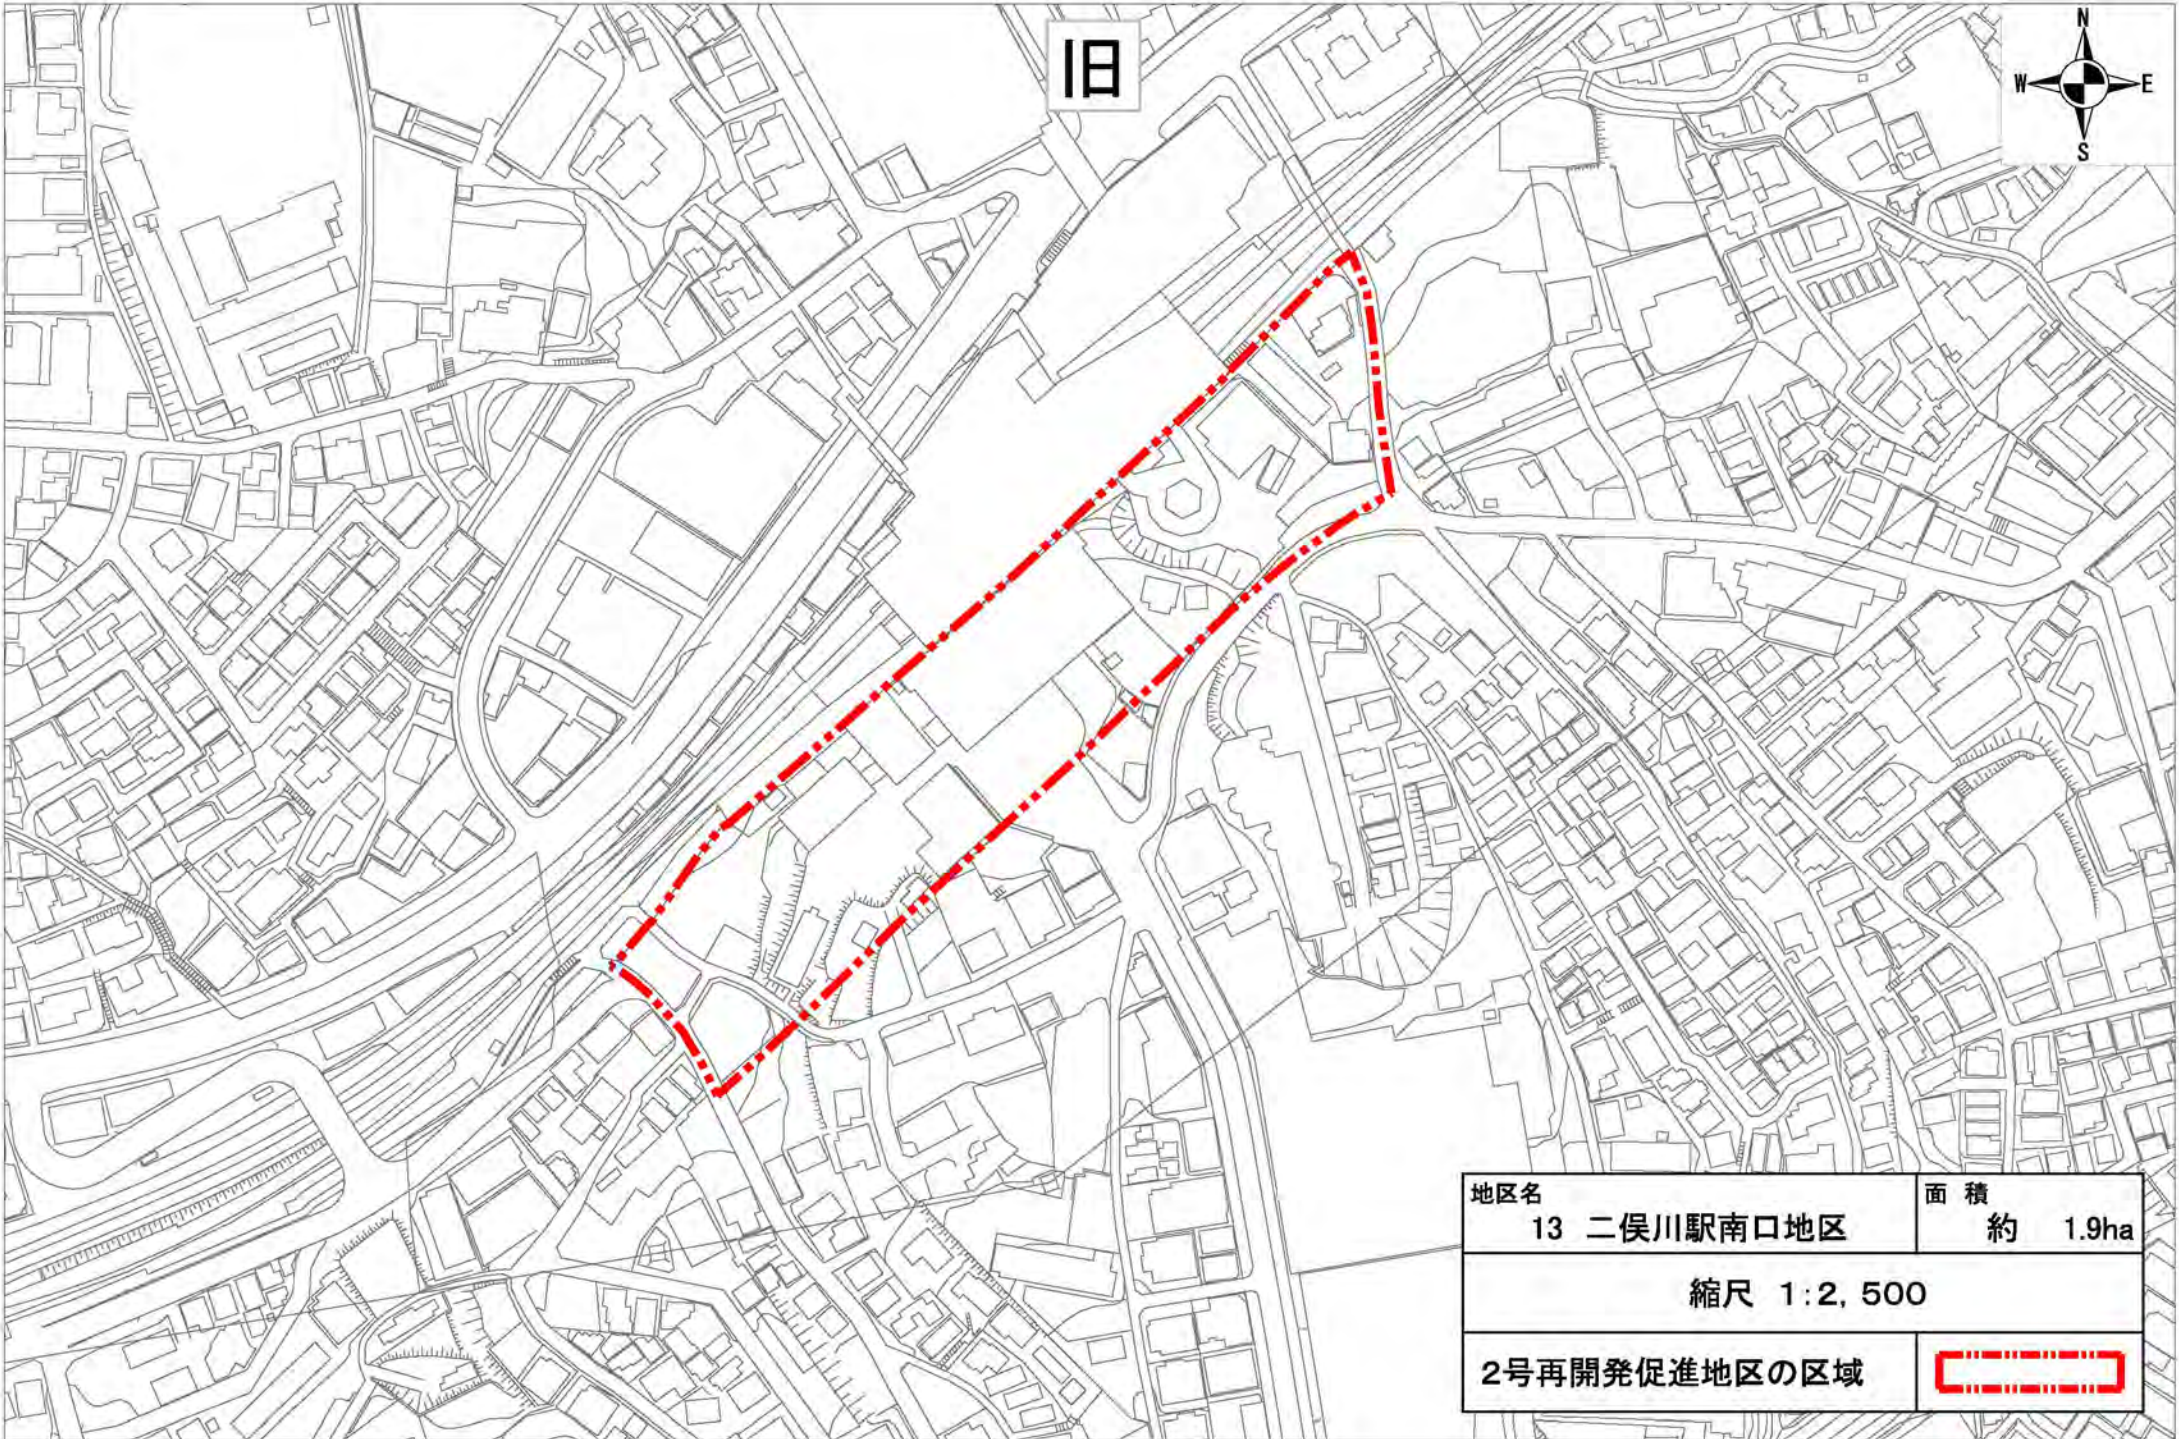 旧
N
W E
S
地区名
13 二俣川駅南口地区
面 積
約 1.9ha
縮尺 1:2,500
2号再開発促進地区の区域